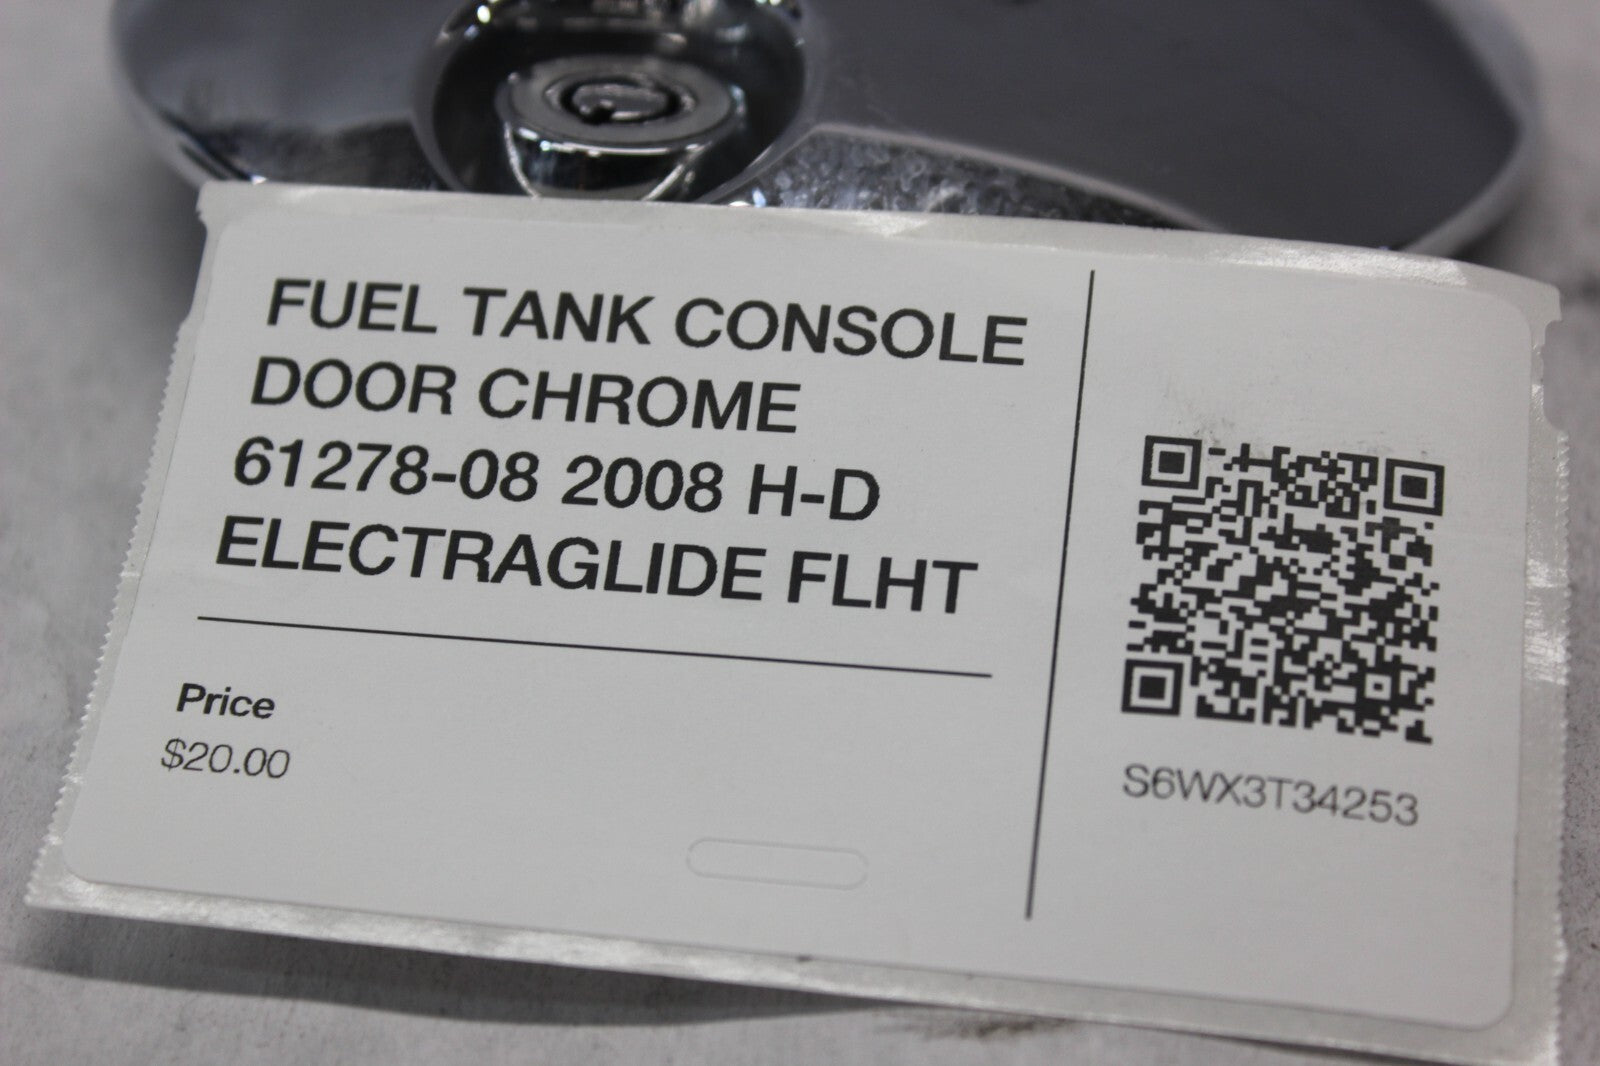 FUEL TANK CONSOLE
DOOR CHROME
61278-08 2008 H-D
ELECTRAGLIDE FLHT
Price
$20.00
S6WX3T34253